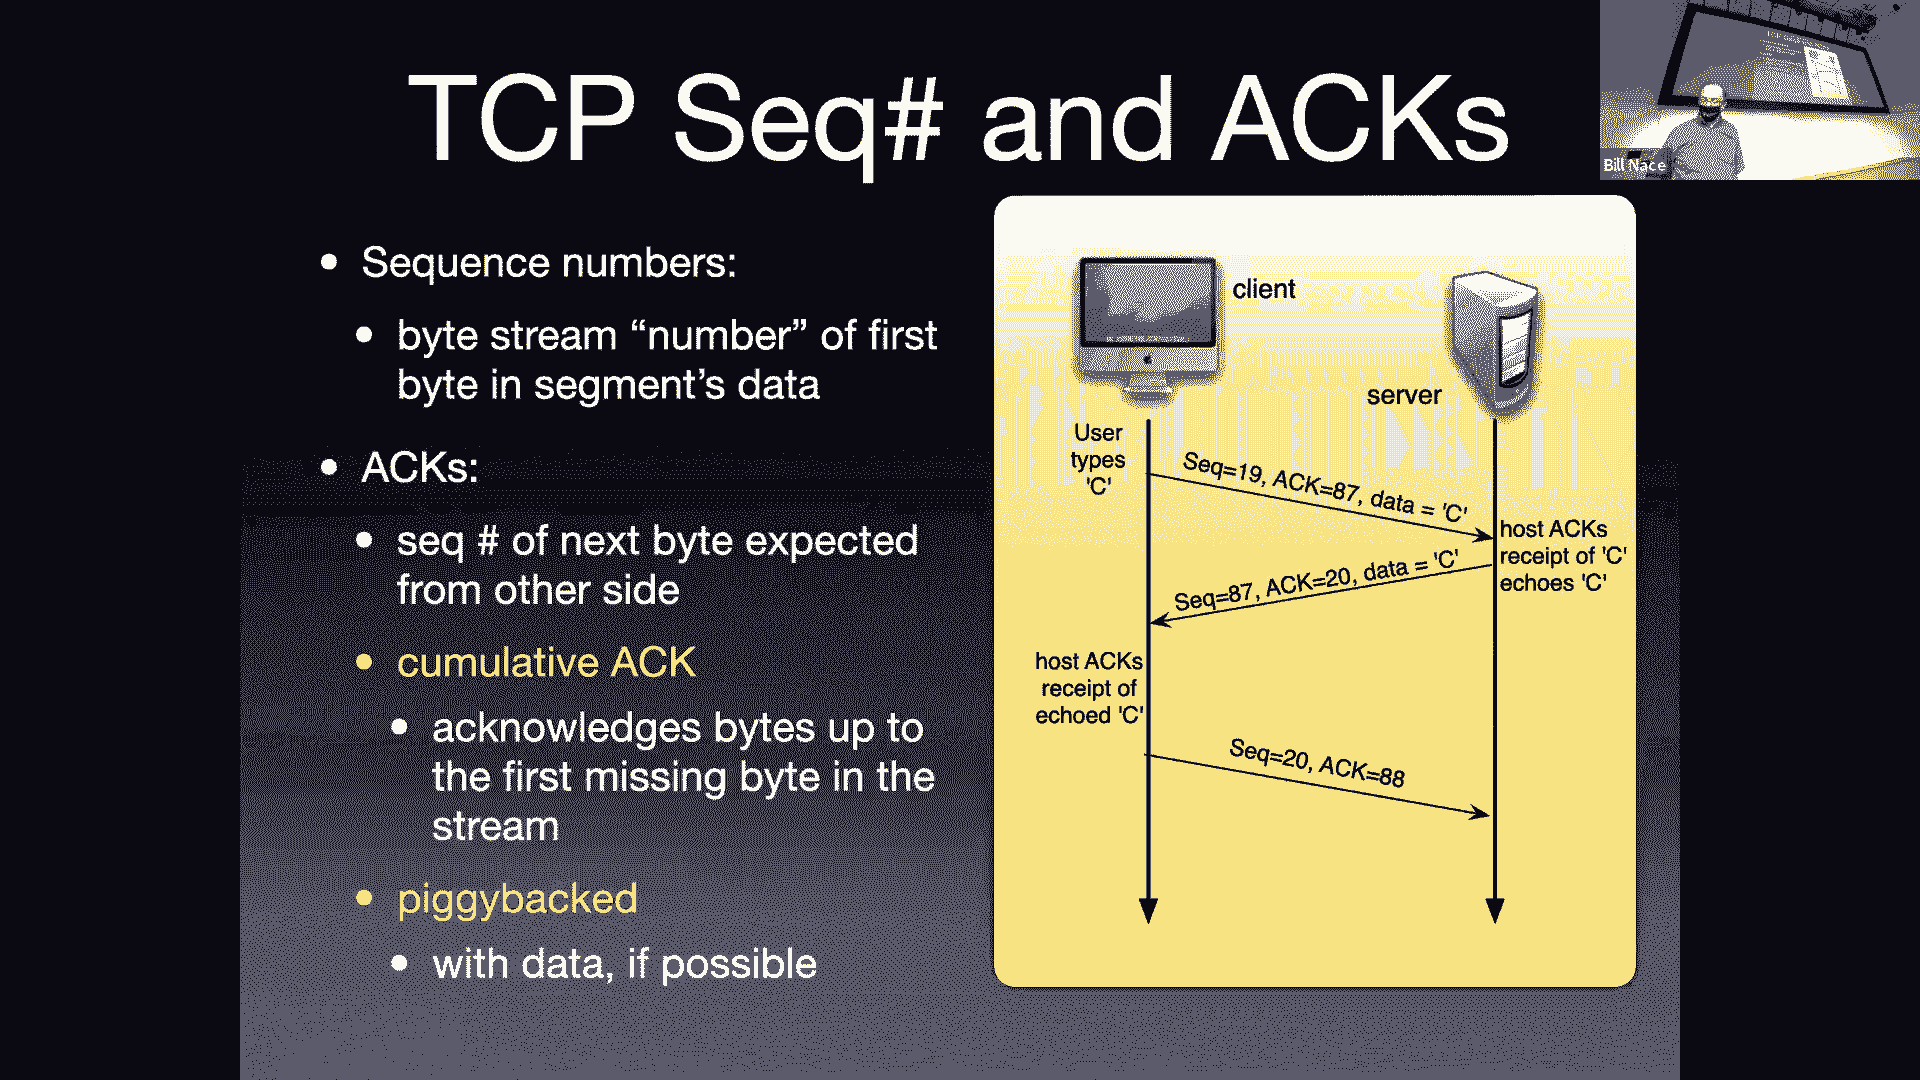 TCP Seq# and ACKs
Bill Nace
• Sequence numbers:
• byte stream “number” of first
byte in segment’s data
• ACKs:
• seq # of next byte expected
from other side
• cumulative ACK
• acknowledges bytes up to
the first missing byte in the
stream
• piggybacked
• with data, if possible
client
server
User
types
'C'
Seq=19, ACK=87, data = 'C'
host ACKs
receipt of 'C'
echoes 'C'
Seq=87, ACK=20, data = 'C'
host ACKs
receipt of
echoed 'C'
Seq=20, ACK=88